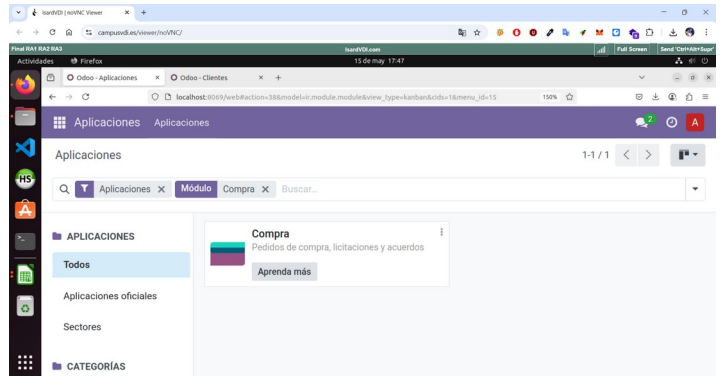 IsardVDI | noVNC Viewer
campusvdi.es/viewer/noVNC/
Final RA1 RA2 RA3
IsardVDI.com
Full Screen
Send 'Ctrl+Alt+Supr'
Actividades
Firefox
15 de may 17:47
Odoo - Aplicaciones
Odoo - Clientes
localhost:8069/web#action=38&model=ir.module.module&view_type=kanban&cids=1&menu_id=15
150%
Aplicaciones
Aplicaciones
2
A
Aplicaciones
1-1 / 1
Aplicaciones
Módulo
Compra
Buscar...
HS
APLICACIONES
Todos
Aplicaciones oficiales
Sectores
CATEGORÍAS
Compra
Pedidos de compra, licitaciones y acuerdos
Aprenda más